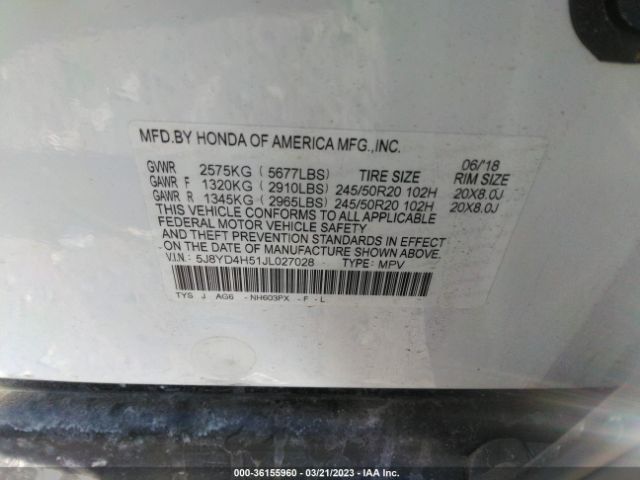 MFD.BY HONDA OF AMERICA MFG.,INC.
06/18
GVWR 2575KG ( 5677LBS) TIRE SIZE RIM SIZE
GAWR F 1320KG ( 2910LBS) 245/50R20 102H 20X8.0J
GAWR R 1345KG ( 2965LBS) 245/50R20 102H 20X8.0J
THIS VEHICLE CONFORMS TO ALL APPLICABLE
FEDERAL MOTOR VEHICLE SAFETY
AND THEFT PREVENTION STANDARDS IN EFFECT
ON THE DATE OF MANUFACTURE SHOWN ABOVE.
V.I.N.: 5J8YD4H51JL027028 TYPE: MPV
TYS J AG6 -NH603PX -F -L
000-36155960 - 03/21/2023 - IAA Inc.